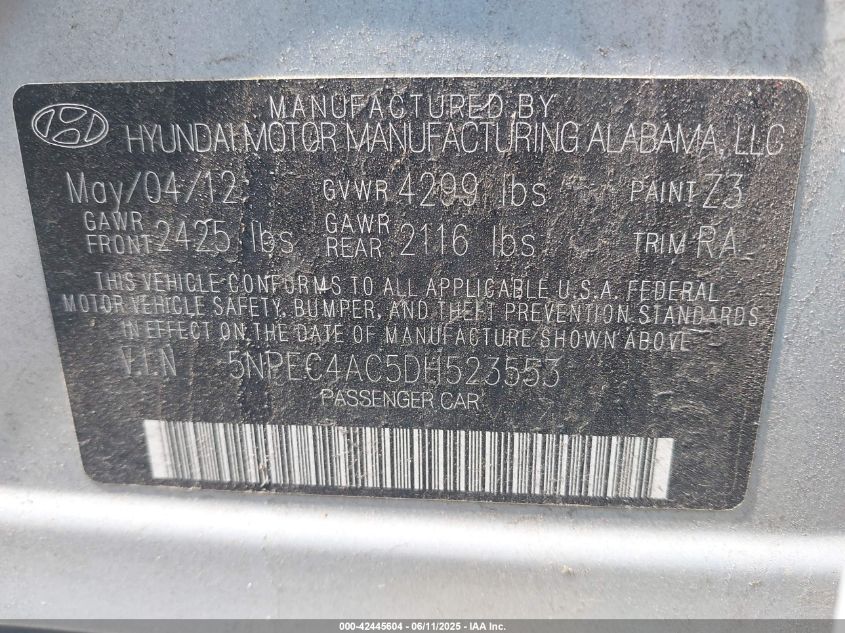 MANUFACTURED BY
HYUNDAI MOTOR MANUFACTURING ALABAMA, LLC
May/04/12 GVWR 4299 lbs PAINT Z3
GAWR FRONT 2425 lbs GAWR REAR 2116 lbs TRIM RA
THIS VEHICLE CONFORMS TO ALL APPLICABLE U.S.A. FEDERAL
MOTOR VEHICLE SAFETY, BUMPER, AND THEFT PREVENTION STANDARDS
IN EFFECT ON THE DATE OF MANUFACTURE SHOWN ABOVE
V.I.N 5NPEC4AC5DH523553
PASSENGER CAR
000-42445604 - 06/11/2025 - IAA Inc.